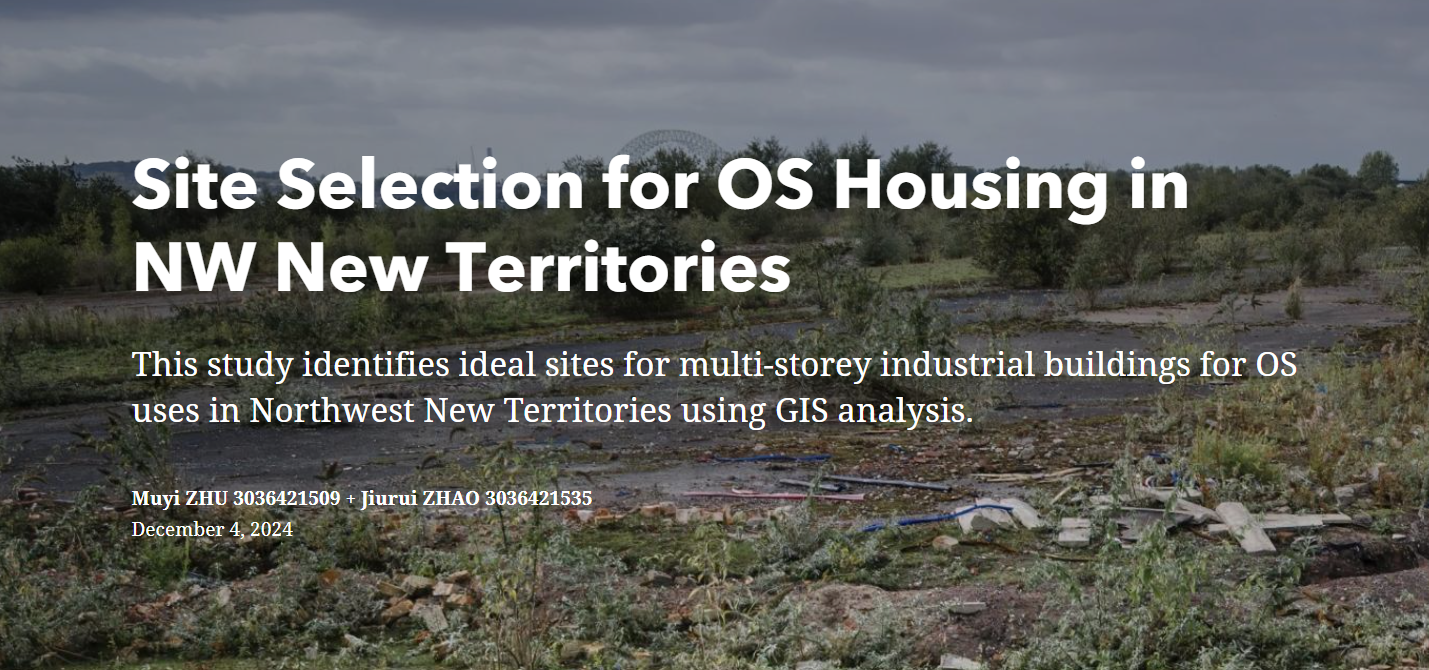 Site Selection for OS Housing in
NW New Territories
This study identifies ideal sites for multi-storey industrial buildings for OS
uses in Northwest New Territories using GIS analysis.
Muyi ZHU 3036421509 + Jiurui ZHAO 3036421535
December 4, 2024